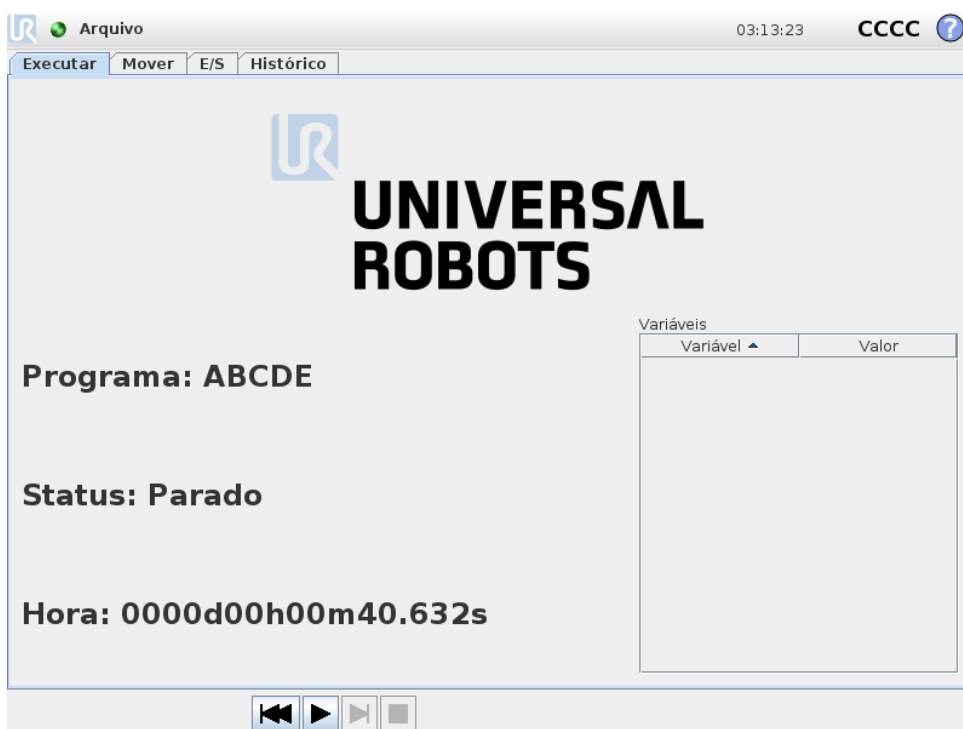 Arquivo 03:13:23 CCCC ?
Executar Mover E/S Histórico
UNIVERSAL
ROBOTS
Variáveis
Variável Valor
Programa: ABCDE
Status: Parado
Hora: 0000d00h00m40.632s